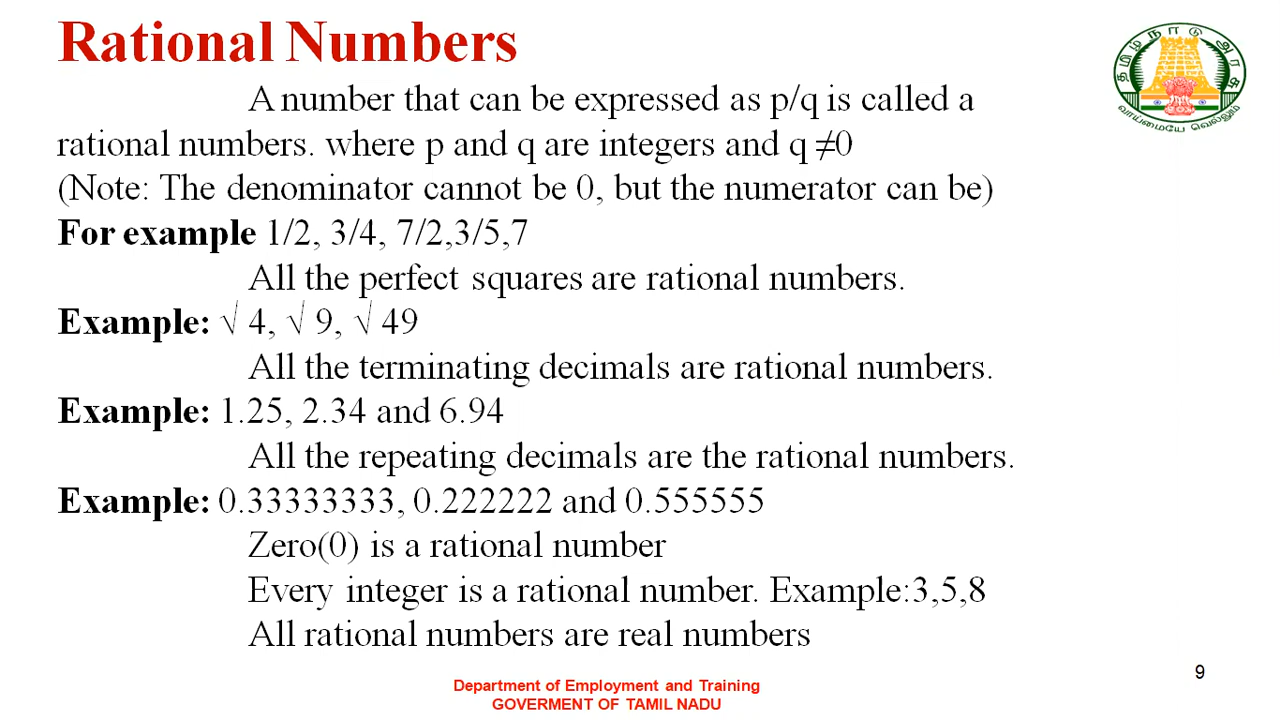 Rational Numbers
A number that can be expressed as p/q is called a
rational numbers. where p and q are integers and q ≠0
(Note: The denominator cannot be 0, but the numerator can be)
For example 1/2, 3/4, 7/2,3/5,7
All the perfect squares are rational numbers.
Example: √ 4, √ 9, √ 49
All the terminating decimals are rational numbers.
Example: 1.25, 2.34 and 6.94
All the repeating decimals are the rational numbers.
Example: 0.33333333, 0.222222 and 0.555555
Zero(0) is a rational number
Every integer is a rational number. Example:3,5,8
All rational numbers are real numbers
தமிழ்நாடு அரசு
வாய்மையே வெல்லும்
9
Department of Employment and Training
GOVERMENT OF TAMIL NADU